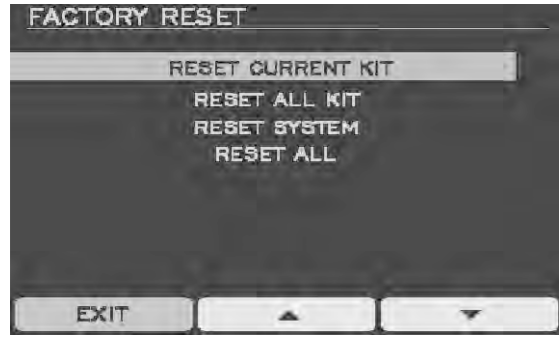 FACTORY RESET
RESET CURRENT KIT
RESET ALL KIT
RESET SYSTEM
RESET ALL
EXIT